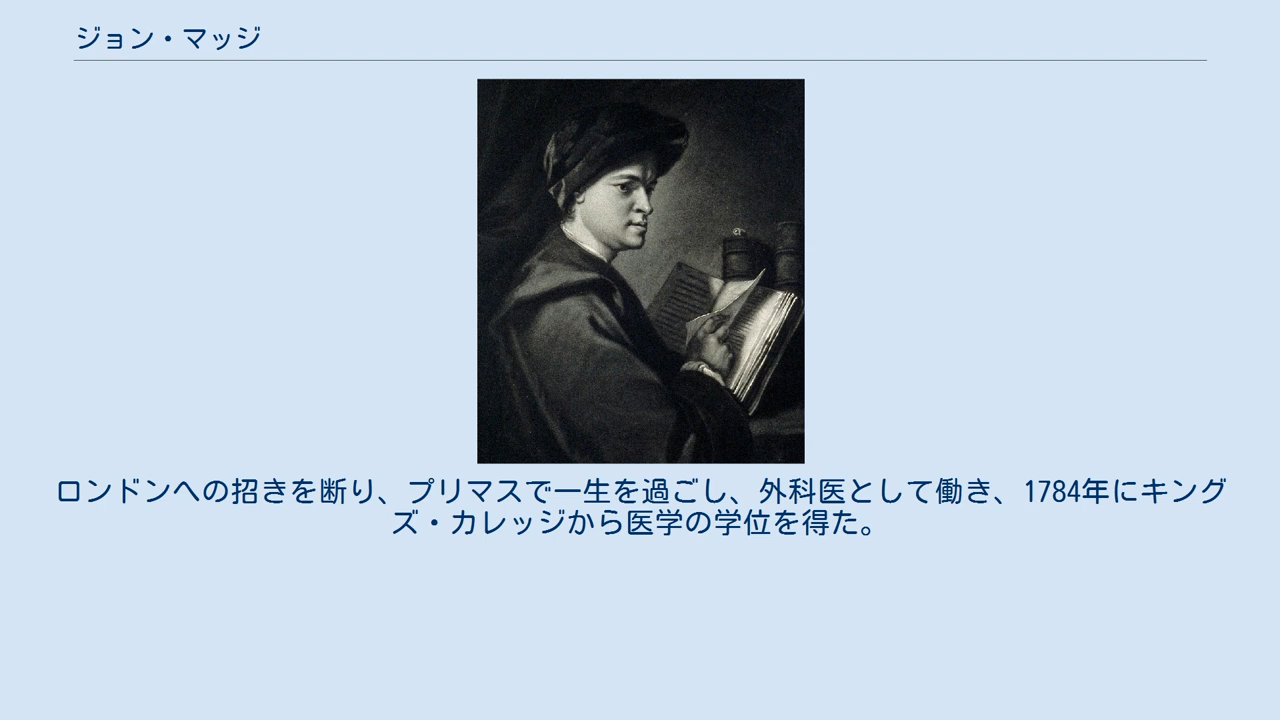 ジョン・マッジ
ロンドンへの招きを断り、プリマスで一生を過ごし、外科医として働き、1784年にキング
ズ・カレッジから医学の学位を得た。